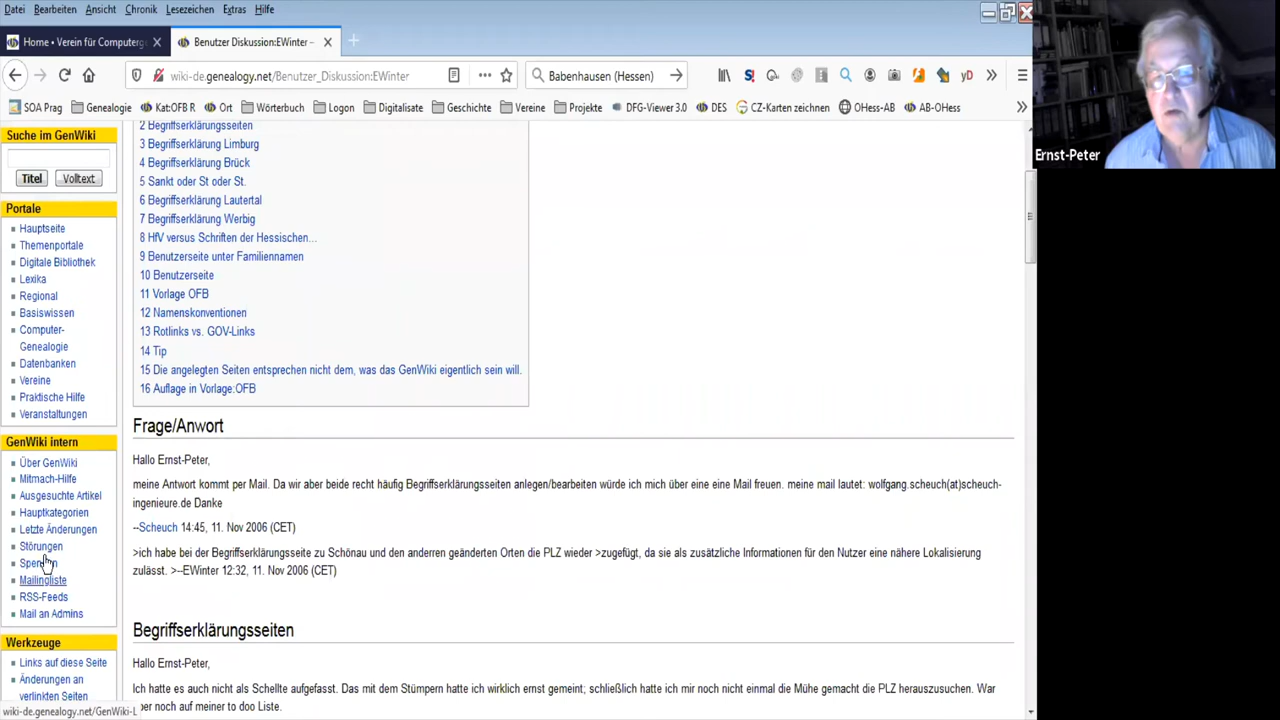 Datei Bearbeiten Ansicht Chronik Lesezeichen Extras Hilfe
Home • Verein für Computerge
Benutzer Diskussion:EWinter –
wiki-de.genealogy.net/Benutzer_Diskussion:EWinter
Babenhausen (Hessen)
SOA Prag Genealogie Kat:OFB R Ort Wörterbuch Logon Digitalisate Geschichte Vereine Projekte DFG-Viewer 3.0 DES CZ-Karten zeichnen OHess-AB AB-OHess
Suche im GenWiki
Titel Volltext
Portale
Hauptseite
Themenportale
Digitale Bibliothek
Lexika
Regional
Basiswissen
Computer-
Genealogie
Datenbanken
Vereine
Praktische Hilfe
Veranstaltungen
GenWiki intern
Über GenWiki
Mitmach-Hilfe
Ausgesuchte Artikel
Hauptkategorien
Letzte Änderungen
Störungen
Spenden
Mailingliste
RSS-Feeds
Mail an Admins
Werkzeuge
Links auf diese Seite
Änderungen an
verlinkten Seiten
wiki-de.genealogy.net/GenWiki-L
2 Begriffserklärungsseiten
3 Begriffserklärung Limburg
4 Begriffserklärung Brück
5 Sankt oder St oder St.
6 Begriffserklärung Lautertal
7 Begriffserklärung Werbig
8 HfV versus Schriften der Hessischen...
9 Benutzerseite unter Familiennamen
10 Benutzerseite
11 Vorlage OFB
12 Namenskonventionen
13 Rotlinks vs. GOV-Links
14 Tip
15 Die angelegten Seiten entsprechen nicht dem, was das GenWiki eigentlich sein will.
16 Auflage in Vorlage:OFB
Frage/Anwort
Hallo Ernst-Peter,
meine Antwort kommt per Mail. Da wir aber beide recht häufig Begriffserklärungsseiten anlegen/bearbeiten würde ich mich über eine eine Mail freuen. meine mail lautet: wolfgang.scheuch(at)scheuch-
ingenieure.de Danke
--Scheuch 14:45, 11. Nov 2006 (CET)
>ich habe bei der Begriffserklärungsseite zu Schönau und den anderren geänderten Orten die PLZ wieder >zugefügt, da sie als zusätzliche Informationen für den Nutzer eine nähere Lokalisierung
zulässt. >--EWinter 12:32, 11. Nov 2006 (CET)
Begriffserklärungsseiten
Hallo Ernst-Peter,
Ich hatte es auch nicht als Schellte aufgefasst. Das mit dem Stümpern hatte ich wirklich ernst gemeint; schließlich hatte ich mir noch nicht einmal die Mühe gemacht die PLZ herauszusuchen. War
ber noch auf meiner to doo Liste.
Ernst-Peter